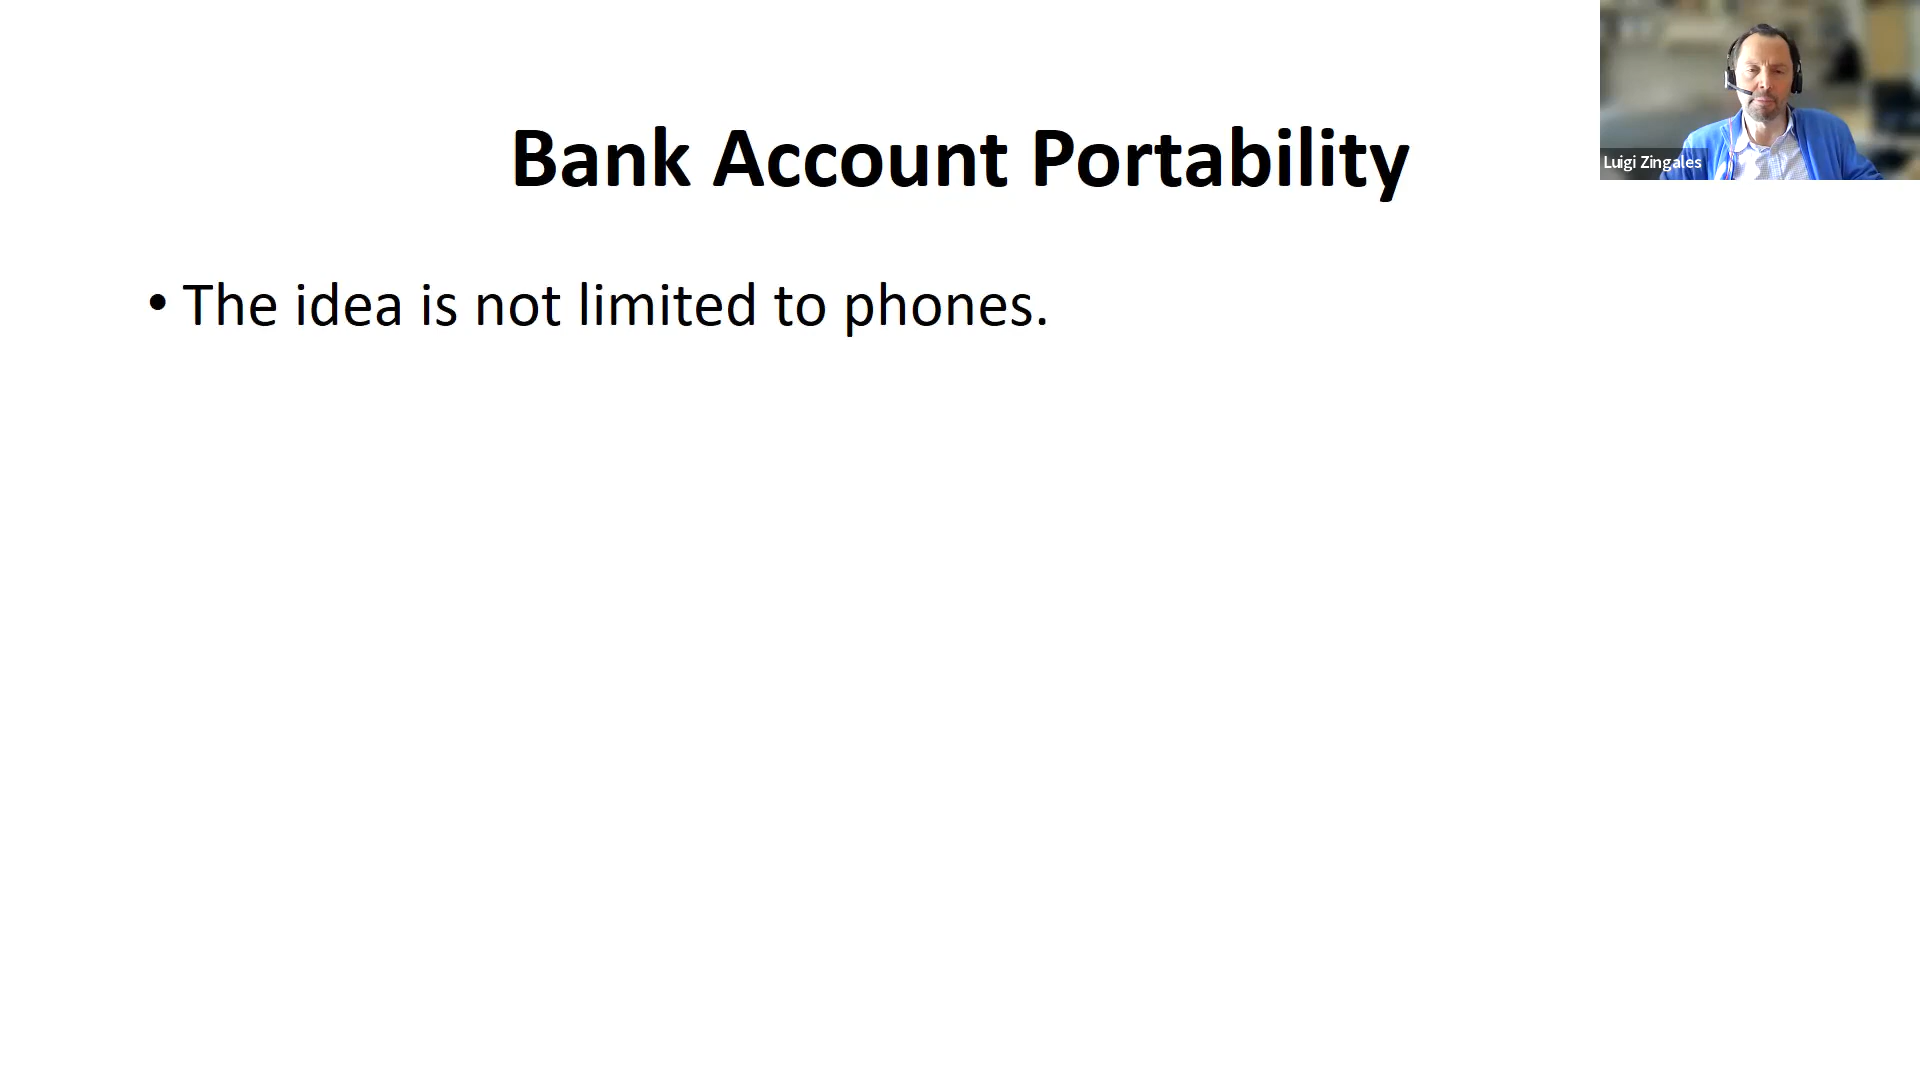 Bank Account Portability
Luigi Zingales
• The idea is not limited to phones.